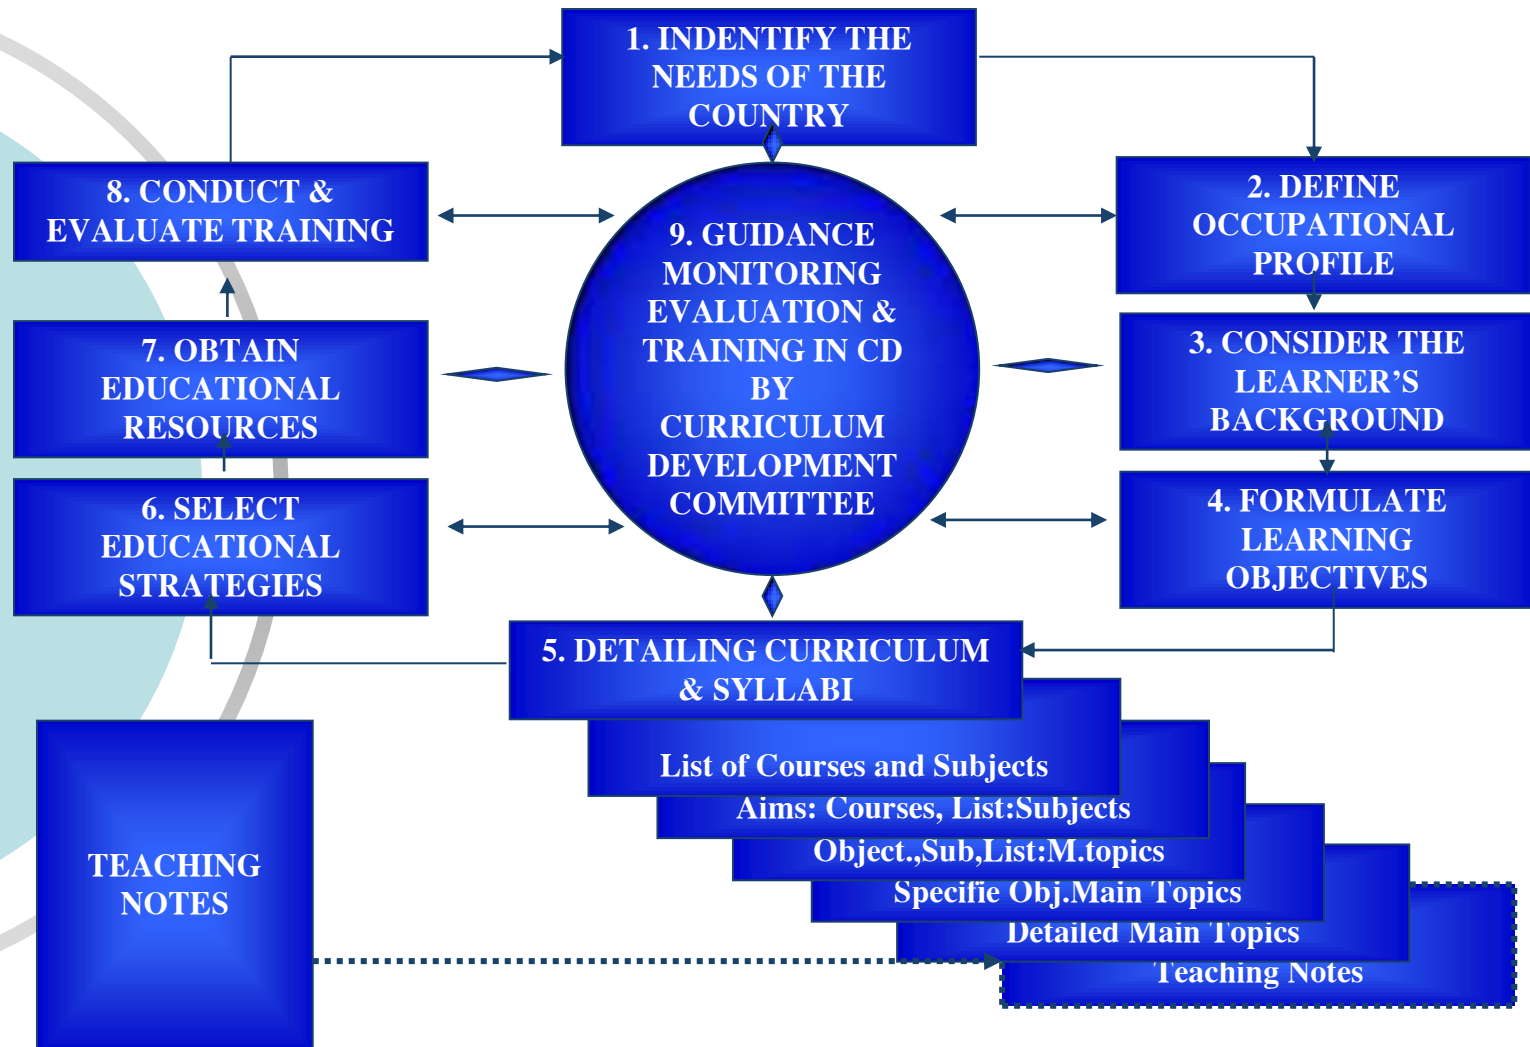 1. INDENTIFY THE
NEEDS OF THE
COUNTRY
2. DEFINE
OCCUPATIONAL
PROFILE
3. CONSIDER THE
LEARNER’S
BACKGROUND
4. FORMULATE
LEARNING
OBJECTIVES
5. DETAILING CURRICULUM
& SYLLABI
List of Courses and Subjects
Aims: Courses, List:Subjects
Object.,Sub,List:M.topics
Specifie Obj.Main Topics
Detailed Main Topics
Teaching Notes
6. SELECT
EDUCATIONAL
STRATEGIES
7. OBTAIN
EDUCATIONAL
RESOURCES
8. CONDUCT &
EVALUATE TRAINING
9. GUIDANCE
MONITORING
EVALUATION &
TRAINING IN CD
BY
CURRICULUM
DEVELOPMENT
COMMITTEE
TEACHING
NOTES